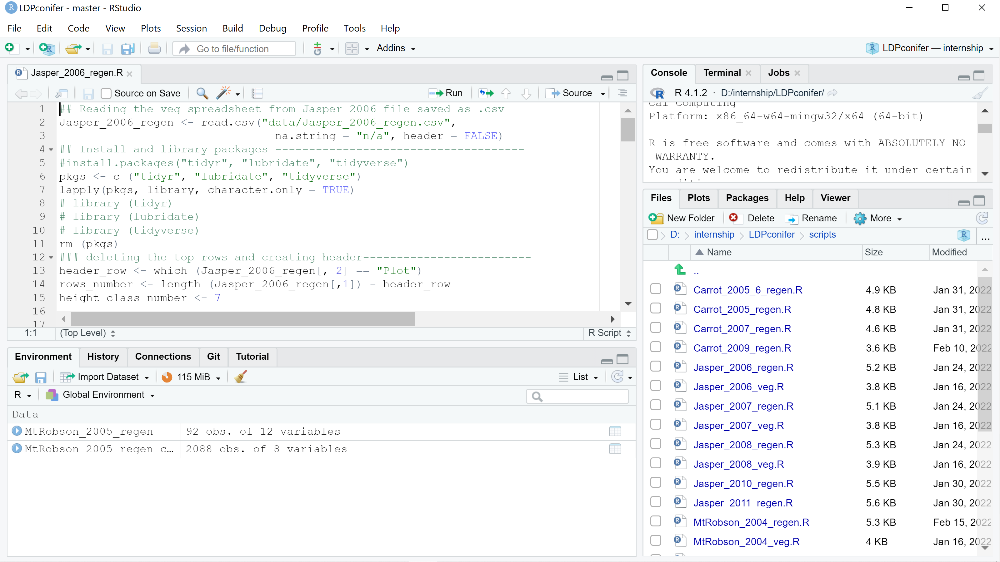 LDPconifer - master - RStudio
File Edit Code View Plots Session Build Debug Profile Tools Help
Go to file/function Addins LDPconifer — internship
Jasper_2006_regen.R
Source on Save Run Source
1 ## Reading the veg spreadsheet from Jasper 2006 file saved as .csv
2 Jasper_2006_regen <- read.csv("data/Jasper_2006_regen.csv",
3 na.string = "n/a", header = FALSE)
4 ## Install and library packages -------------------------------------
5 #install.packages("tidyr", "lubridate", "tidyverse")
6 pkgs <- c ("tidyr", "lubridate", "tidyverse")
7 lapply(pkgs, library, character.only = TRUE)
8 # library (tidyr)
9 # library (lubridate)
10 # library (tidyverse)
11 rm (pkgs)
12 ### deleting the top rows and creating header-------------------------
13 header_row <- which (Jasper_2006_regen[, 2] == "Plot")
14 rows_number <- length (Jasper_2006_regen[,1]) - header_row
15 height_class_number <- 7
16
17
1:1 (Top Level) R Script
Environment History Connections Git Tutorial
Import Dataset 115 MiB List
R Global Environment
Data
MtRobson_2005_regen 92 obs. of 12 variables
MtRobson_2005_regen_c… 2088 obs. of 8 variables
Console Terminal Jobs
R 4.1.2 · D:/internship/LDPconifer/
cal Computing
Platform: x86_64-w64-mingw32/x64 (64-bit)
R is free software and comes with ABSOLUTELY NO
WARRANTY.
You are welcome to redistribute it under certain
Files Plots Packages Help Viewer
New Folder Delete Rename More
D: internship LDPconifer scripts ...
Name Size Modified
..
Carrot_2005_6_regen.R 4.9 KB Jan 31, 2022
Carrot_2005_regen.R 4.8 KB Jan 31, 2022
Carrot_2007_regen.R 4.6 KB Jan 31, 2022
Carrot_2009_regen.R 3.6 KB Feb 10, 2022
Jasper_2006_regen.R 5.2 KB Jan 24, 2022
Jasper_2006_veg.R 3.8 KB Jan 16, 2022
Jasper_2007_regen.R 5.1 KB Jan 24, 2022
Jasper_2007_veg.R 3.8 KB Jan 16, 2022
Jasper_2008_regen.R 5.3 KB Jan 24, 2022
Jasper_2008_veg.R 3.9 KB Jan 16, 2022
Jasper_2010_regen.R 5.5 KB Jan 30, 2022
Jasper_2011_regen.R 5.6 KB Jan 30, 2022
MtRobson_2004_regen.R 5.3 KB Feb 15, 2022
MtRobson_2004_veg.R 4 KB Jan 16, 2022